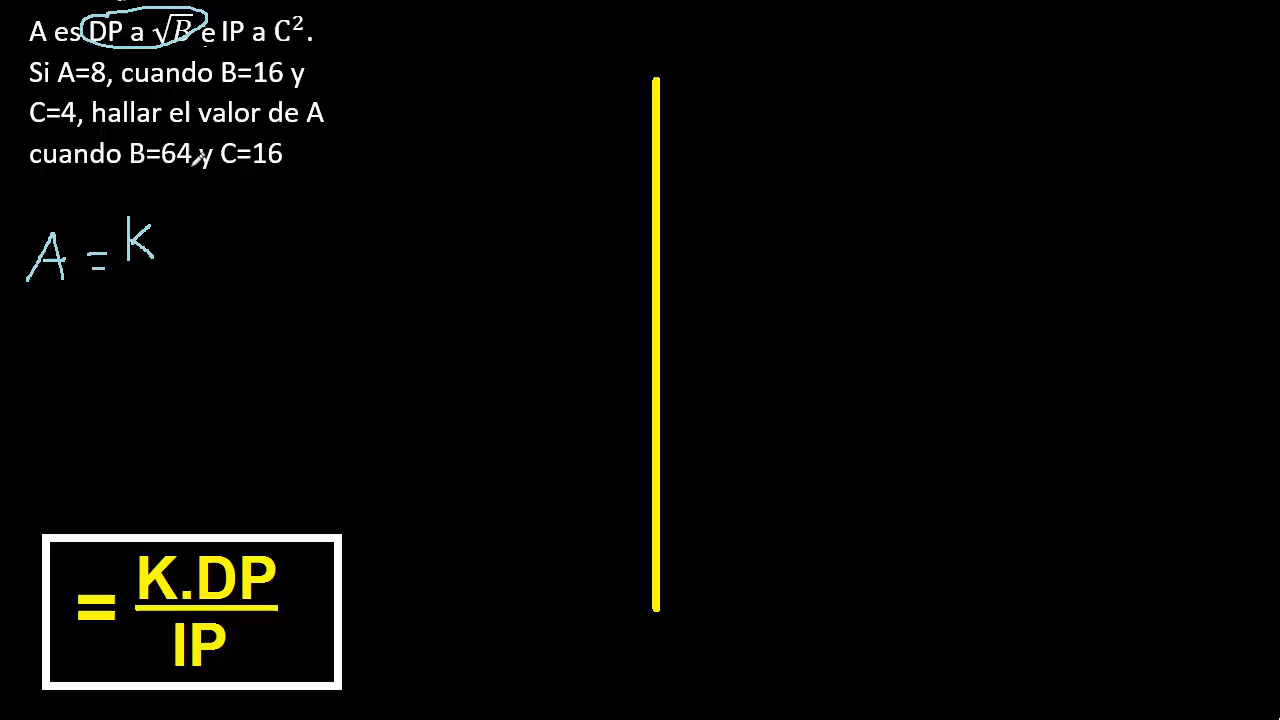 A es DP a √B e IP a C².
Si A=8, cuando B=16 y
C=4, hallar el valor de A
cuando B=64 y C=16
A = K
= K.DP
IP